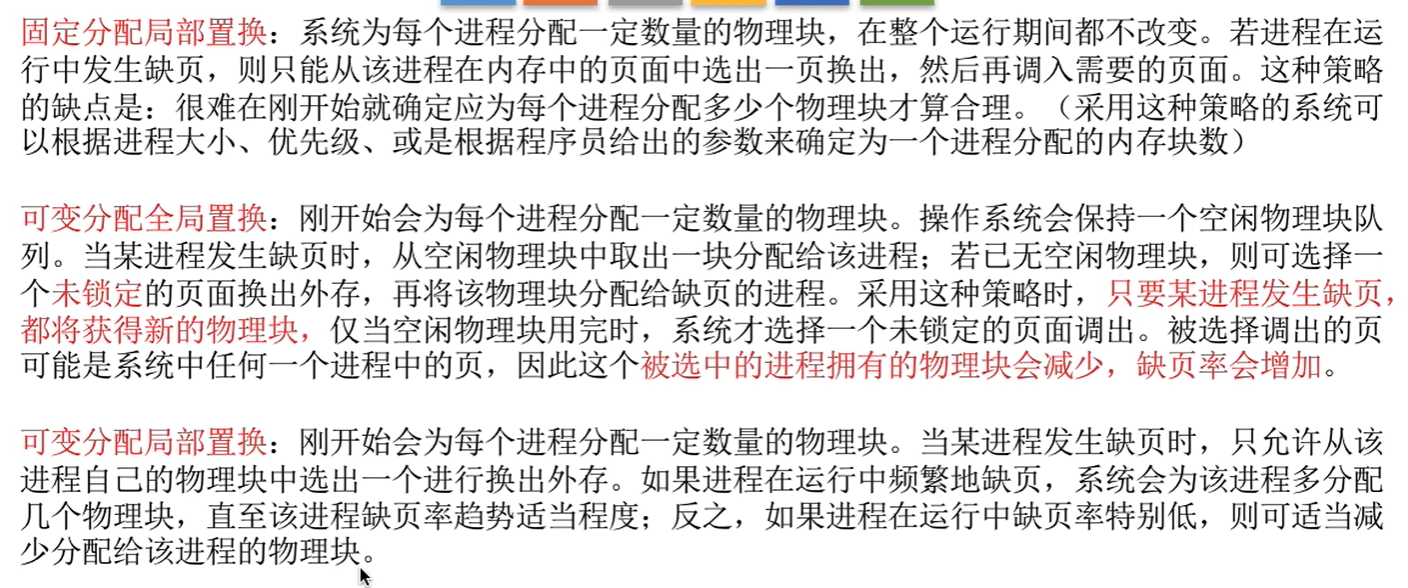 固定分配局部置换：系统为每个进程分配一定数量的物理块，在整个运行期间都不改变。若进程在运
行中发生缺页，则只能从该进程在内存中的页面中选出一页换出，然后再调入需要的页面。这种策略
的缺点是：很难在刚开始就确定应为每个进程分配多少个物理块才算合理。（采用这种策略的系统可
以根据进程大小、优先级、或是根据程序员给出的参数来确定为一个进程分配的内存块数）
可变分配全局置换：刚开始会为每个进程分配一定数量的物理块。操作系统会保持一个空闲物理块队
列。当某进程发生缺页时，从空闲物理块中取出一块分配给该进程；若已无空闲物理块，则可选择一
个未锁定的页面换出外存，再将该物理块分配给缺页的进程。采用这种策略时，只要某进程发生缺页，
都将获得新的物理块，仅当空闲物理块用完时，系统才选择一个未锁定的页面调出。被选择调出的页
可能是系统中任何一个进程中的页，因此这个被选中的进程拥有的物理块会减少，缺页率会增加。
可变分配局部置换：刚开始会为每个进程分配一定数量的物理块。当某进程发生缺页时，只允许从该
进程自己的物理块中选出一个进行换出外存。如果进程在运行中频繁地缺页，系统会为该进程多分配
几个物理块，直至该进程缺页率趋势适当程度；反之，如果进程在运行中缺页率特别低，则可适当减
少分配给该进程的物理块。